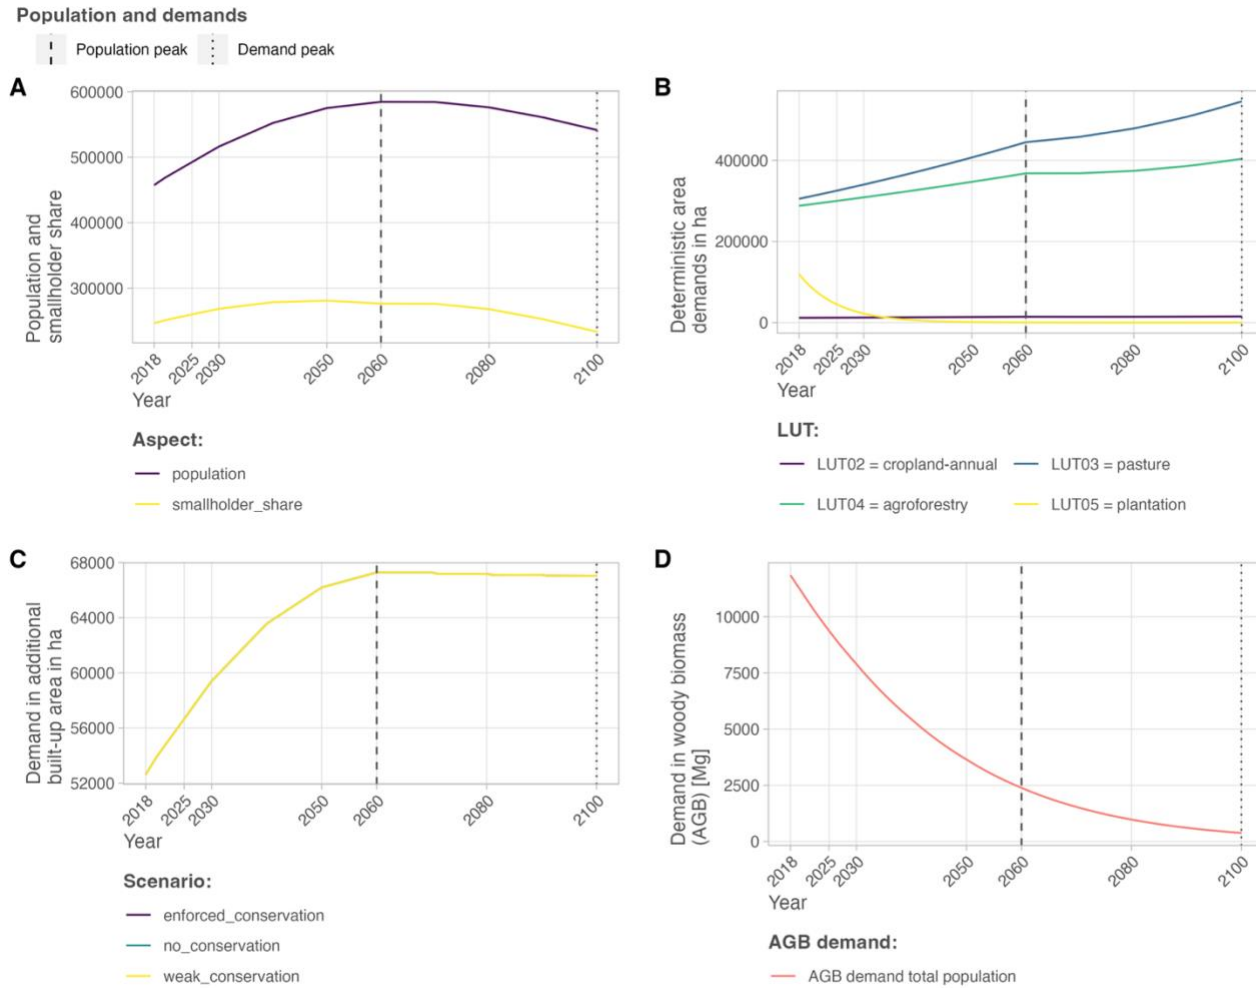 Population and demands
Population peak
Demand peak
A
Population and
smallholder share
600000
500000
400000
300000
2018
2025
2030
2050
2060
2080
2100
Year
Aspect:
population
smallholder_share
B
Deterministic area
demands in ha
400000
200000
0
2018
2025
2030
2050
2060
2080
2100
Year
LUT:
LUT02 = cropland-annual
LUT03 = pasture
LUT04 = agroforestry
LUT05 = plantation
C
Demand in additional
built-up area in ha
68000
64000
60000
56000
52000
2018
2025
2030
2050
2060
2080
2100
Year
Scenario:
enforced_conservation
no_conservation
weak_conservation
D
Demand in woody biomass
(AGB) [Mg]
10000
7500
5000
2500
0
2018
2025
2030
2050
2060
2080
2100
Year
AGB demand:
AGB demand total population